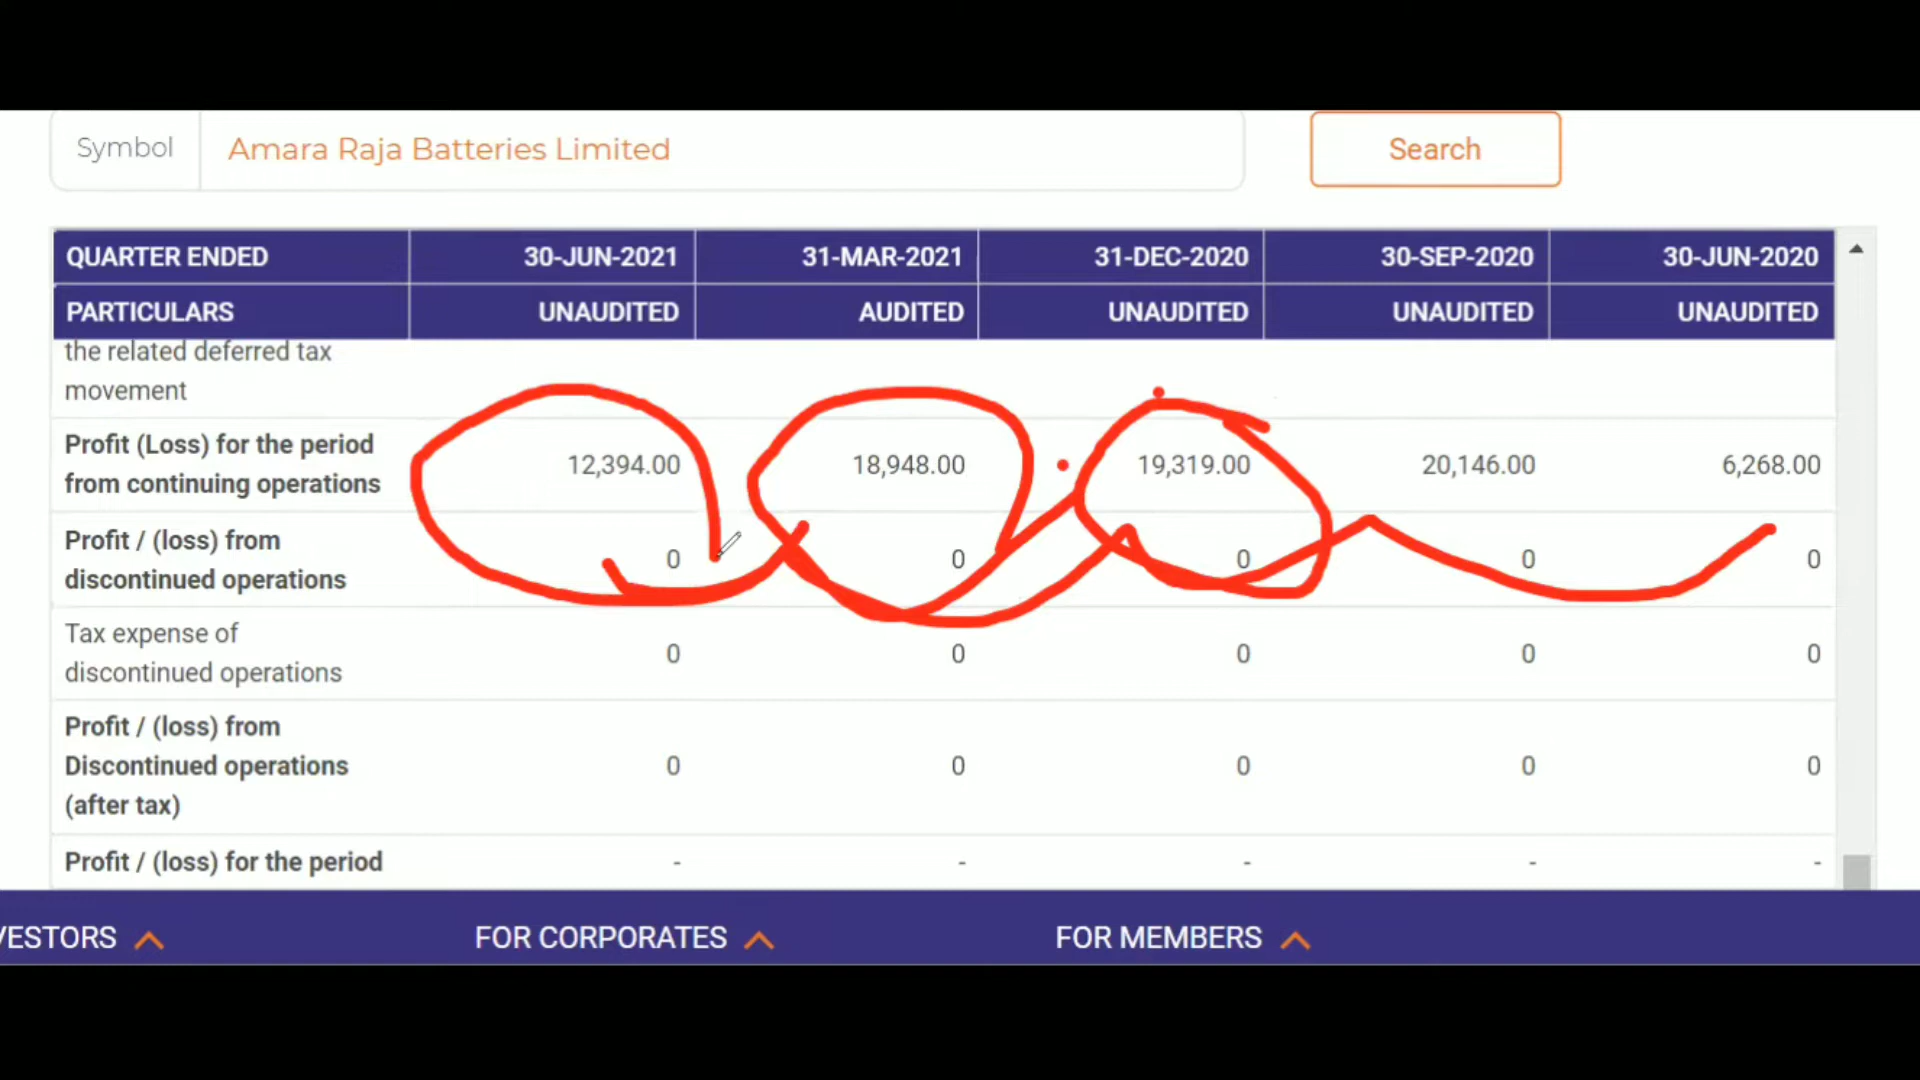 Symbol Amara Raja Batteries Limited Search
QUARTER ENDED 30-JUN-2021 31-MAR-2021 31-DEC-2020 30-SEP-2020 30-JUN-2020
PARTICULARS UNAUDITED AUDITED UNAUDITED UNAUDITED UNAUDITED
the related deferred tax
movement
Profit (Loss) for the period
from continuing operations 12,394.00 18,948.00 19,319.00 20,146.00 6,268.00
Profit / (loss) from
discontinued operations 0 0 0 0 0
Tax expense of
discontinued operations 0 0 0 0 0
Profit / (loss) from
Discontinued operations
(after tax) 0 0 0 0 0
Profit / (loss) for the period - - - - -
VESTORS FOR CORPORATES FOR MEMBERS